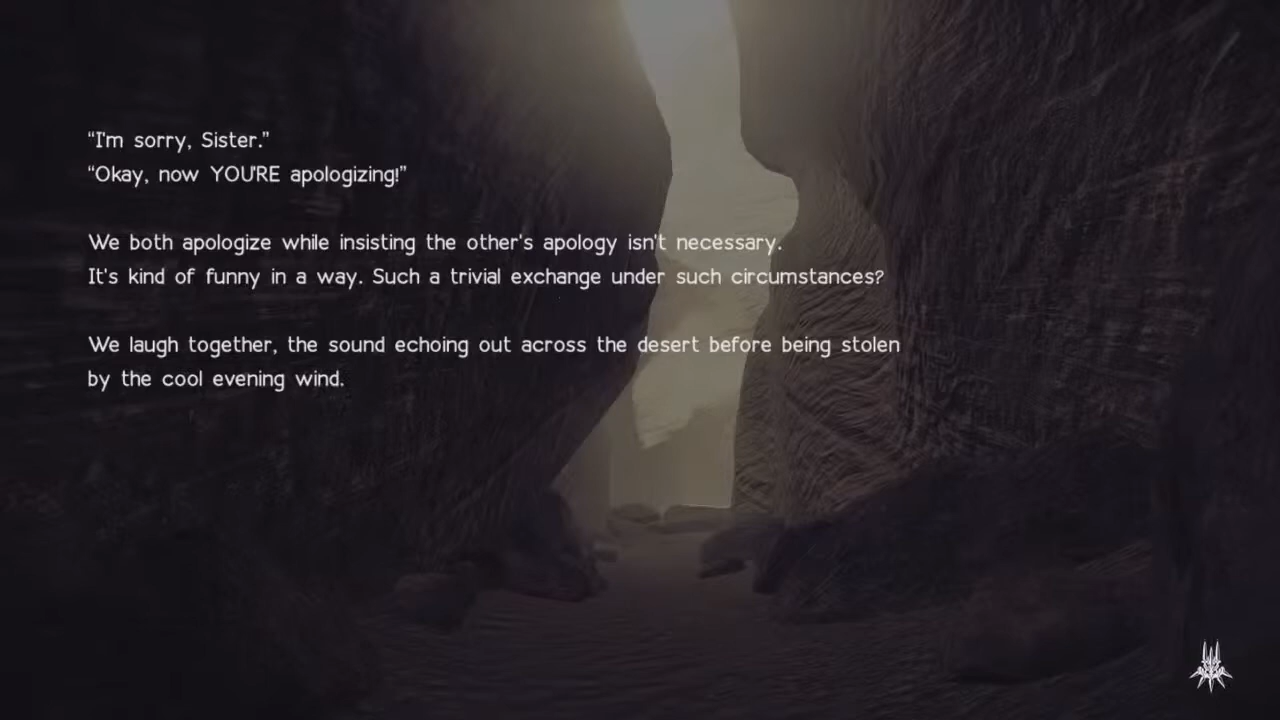 “I'm sorry, Sister.”
“Okay, now YOU'RE apologizing!”
We both apologize while insisting the other's apology isn't necessary.
It's kind of funny in a way. Such a trivial exchange under such circumstances?
We laugh together, the sound echoing out across the desert before being stolen
by the cool evening wind.